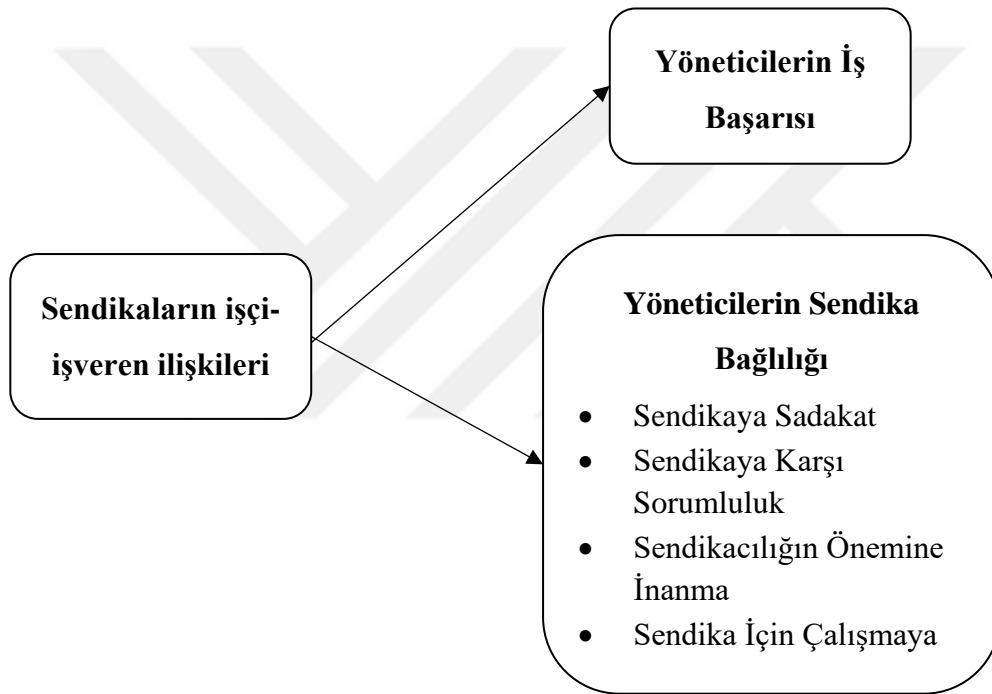 Yöneticilerin İş
Başarısı
Sendikaların işçi-
işveren ilişkileri
Yöneticilerin Sendika
Bağlılığı
• Sendikaya Sadakat
• Sendikaya Karşı
Sorumluluk
• Sendikacılığın Önemine
İnanma
• Sendika İçin Çalışmaya